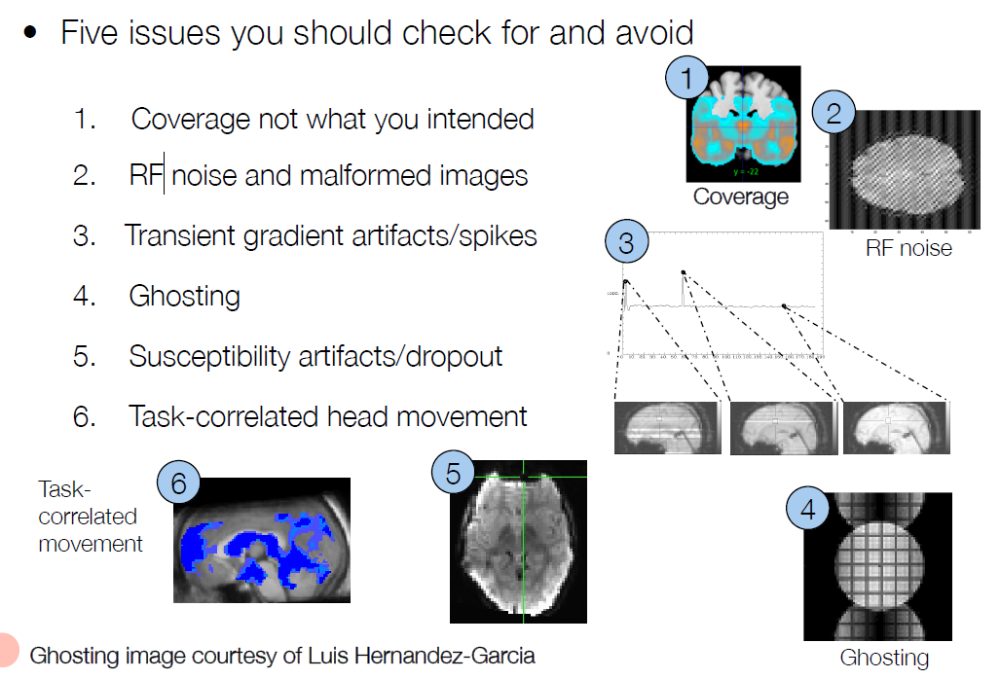 • Five issues you should check for and avoid
1. Coverage not what you intended
2. RF noise and malformed images
3. Transient gradient artifacts/spikes
4. Ghosting
5. Susceptibility artifacts/dropout
6. Task-correlated head movement
1
y = -22
Coverage
2
RF noise
3
1000
0
4
Ghosting
5
6
Task-
correlated
movement
Ghosting image courtesy of Luis Hernandez-Garcia